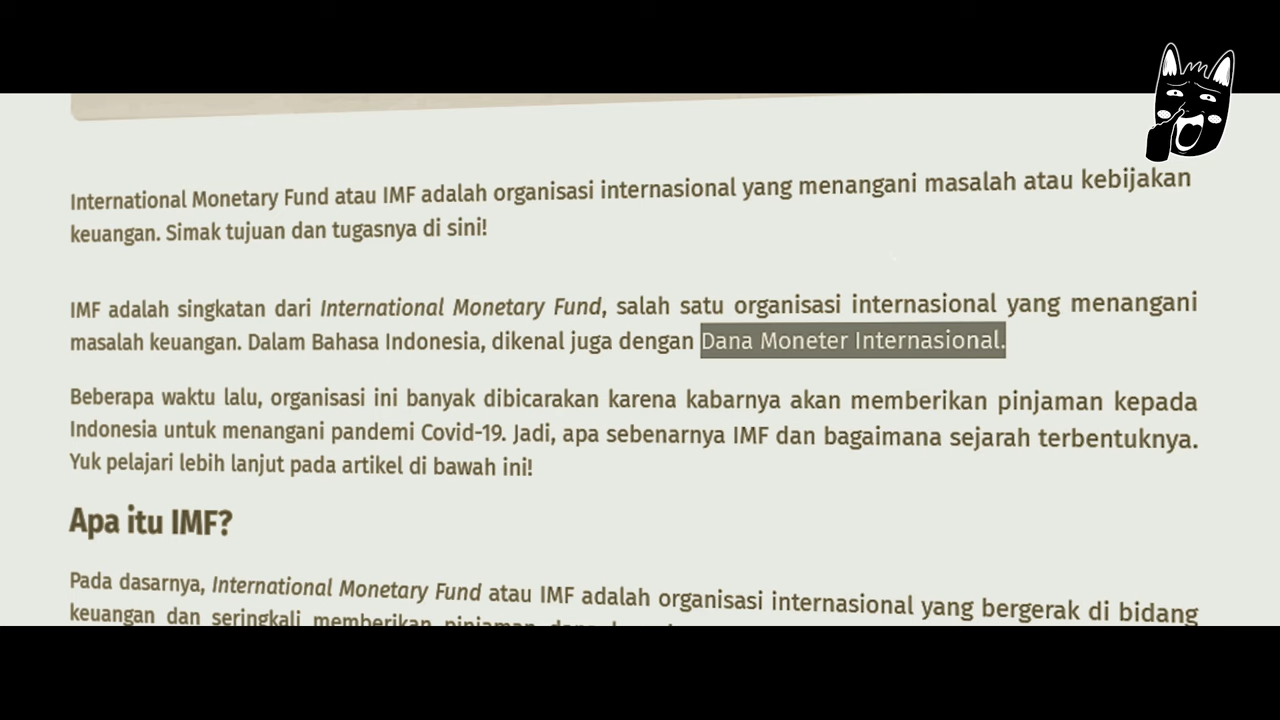 International Monetary Fund atau IMF adalah organisasi internasional yang menangani masalah atau kebijakan
keuangan. Simak tujuan dan tugasnya di sini!
IMF adalah singkatan dari International Monetary Fund, salah satu organisasi internasional yang menangani
masalah keuangan. Dalam Bahasa Indonesia, dikenal juga dengan Dana Moneter Internasional.
Beberapa waktu lalu, organisasi ini banyak dibicarakan karena kabarnya akan memberikan pinjaman kepada
Indonesia untuk menangani pandemi Covid-19. Jadi, apa sebenarnya IMF dan bagaimana sejarah terbentuknya.
Yuk pelajari lebih lanjut pada artikel di bawah ini!
Apa itu IMF?
Pada dasarnya, International Monetary Fund atau IMF adalah organisasi internasional yang bergerak di bidang
keuangan dan seringkali memberikan pinjaman